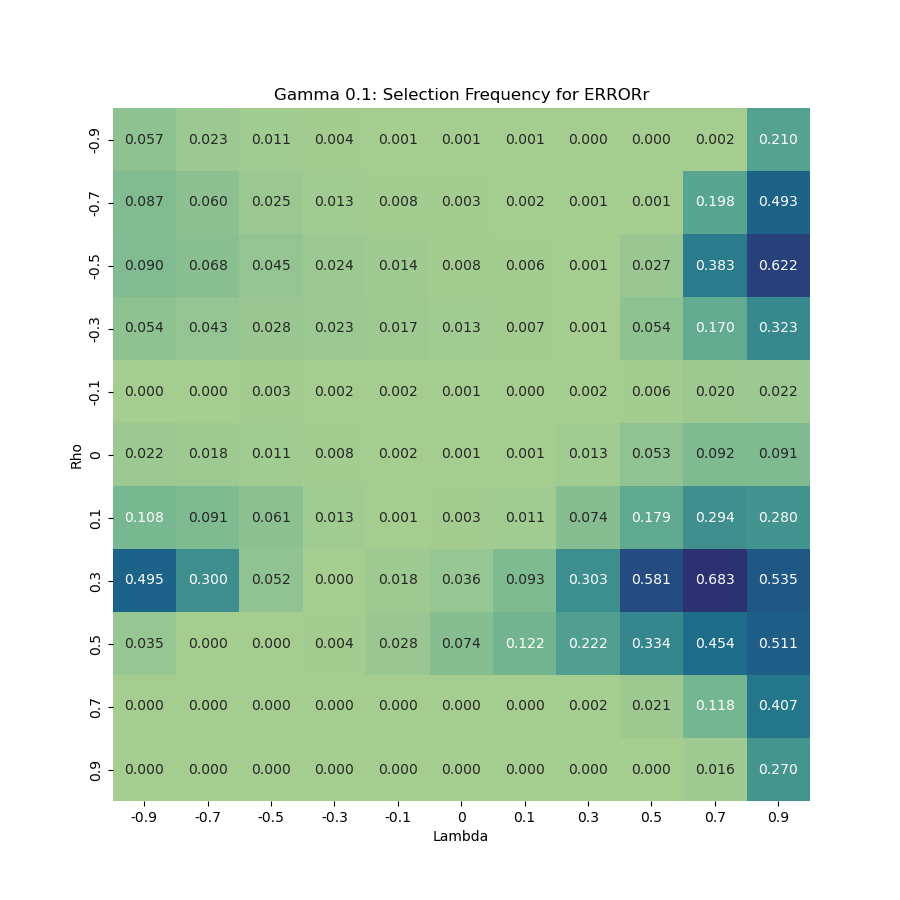 Gamma 0.1: Selection Frequency for ERRORr
-0.9 0.057 0.023 0.011 0.004 0.001 0.001 0.001 0.000 0.000 0.002 0.210
-0.7 0.087 0.060 0.025 0.013 0.008 0.003 0.002 0.001 0.001 0.198 0.493
-0.5 0.090 0.068 0.045 0.024 0.014 0.008 0.006 0.001 0.027 0.383 0.622
-0.3 0.054 0.043 0.028 0.023 0.017 0.013 0.007 0.001 0.054 0.170 0.323
-0.1 0.000 0.000 0.003 0.002 0.002 0.001 0.000 0.002 0.006 0.020 0.022
Rho
0 0.022 0.018 0.011 0.008 0.002 0.001 0.001 0.013 0.053 0.092 0.091
0.1 0.108 0.091 0.061 0.013 0.001 0.003 0.011 0.074 0.179 0.294 0.280
0.3 0.495 0.300 0.052 0.000 0.018 0.036 0.093 0.303 0.581 0.683 0.535
0.5 0.035 0.000 0.000 0.004 0.028 0.074 0.122 0.222 0.334 0.454 0.511
0.7 0.000 0.000 0.000 0.000 0.000 0.000 0.000 0.002 0.021 0.118 0.407
0.9 0.000 0.000 0.000 0.000 0.000 0.000 0.000 0.000 0.000 0.016 0.270
-0.9 -0.7 -0.5 -0.3 -0.1 0 0.1 0.3 0.5 0.7 0.9
Lambda